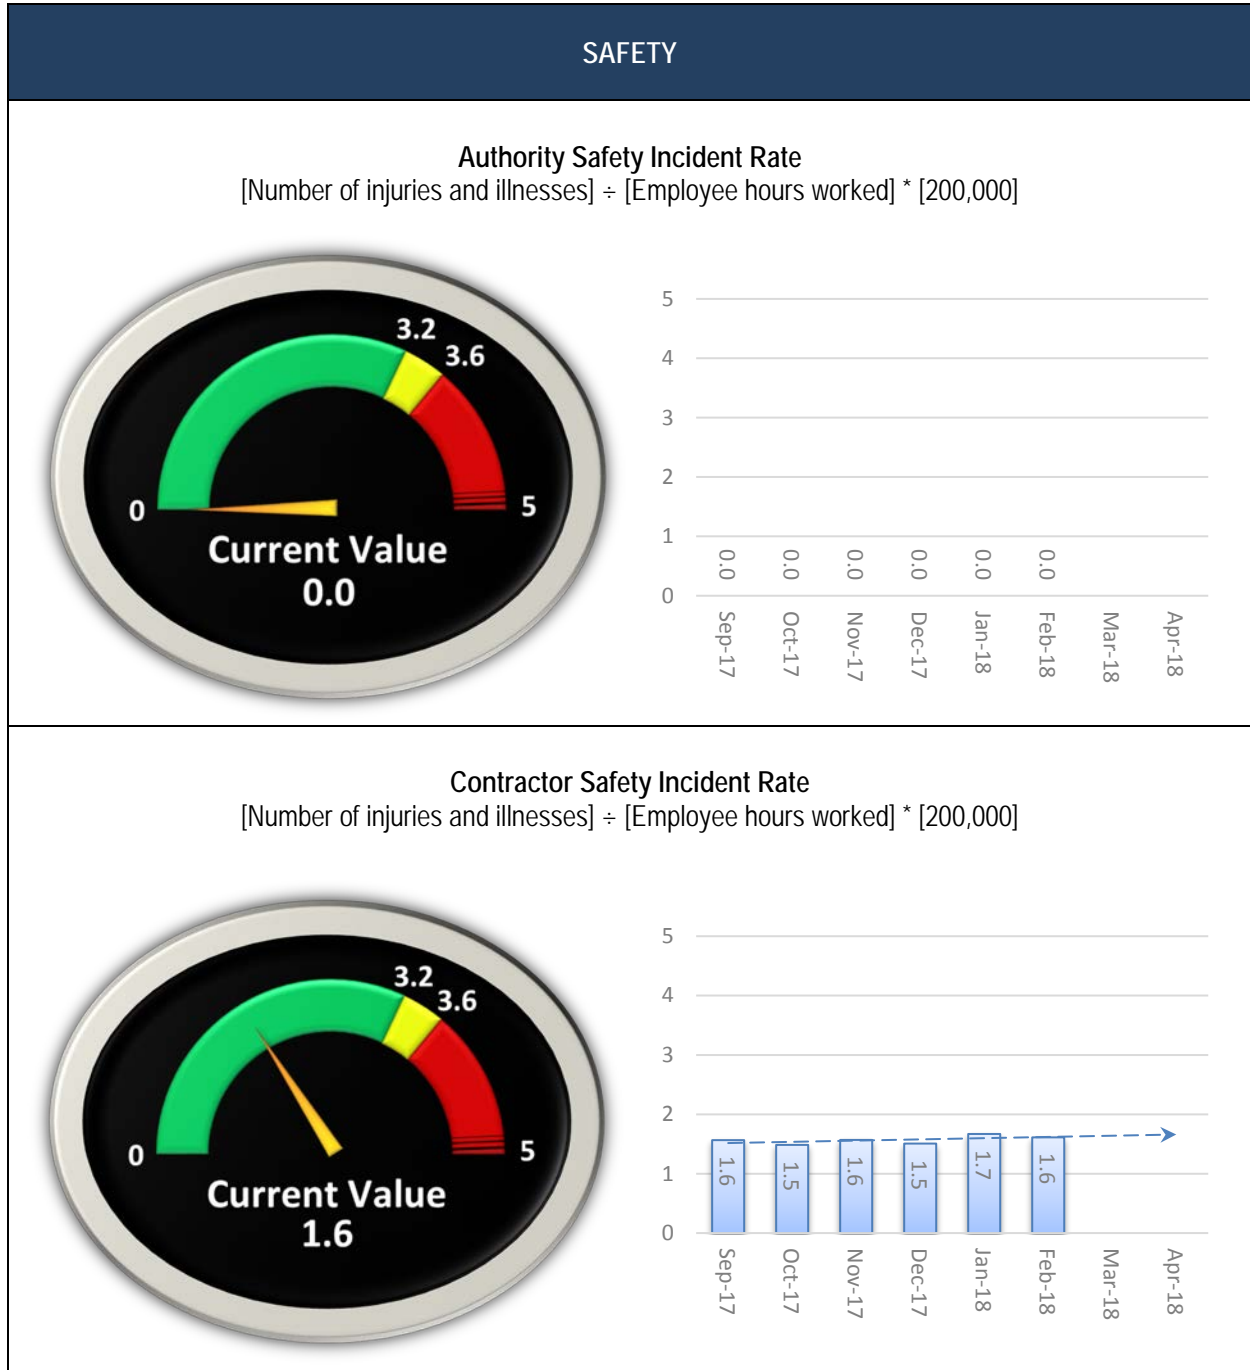 SAFETY
Authority Safety Incident Rate
[Number of injuries and illnesses] ÷ [Employee hours worked] * [200,000]
3.2
3.6
0
5
Current Value
0.0
5
4
3
2
1
0
0.0
0.0
0.0
0.0
0.0
0.0
Sep-17
Oct-17
Nov-17
Dec-17
Jan-18
Feb-18
Mar-18
Apr-18
Contractor Safety Incident Rate
[Number of injuries and illnesses] ÷ [Employee hours worked] * [200,000]
3.2
3.6
0
5
Current Value
1.6
5
4
3
2
1
0
1.6
1.5
1.6
1.5
1.7
1.6
Sep-17
Oct-17
Nov-17
Dec-17
Jan-18
Feb-18
Mar-18
Apr-18